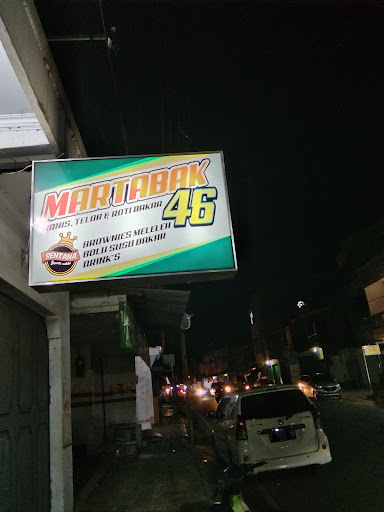 MARTABAK
MANIS, TELOR & ROTI BAKAR
46
SENTANA
BROWNIES MELELEH
BOLU SUSU BAKAR
DRINK'S